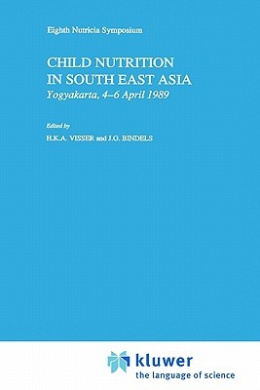 Eighth Nutricia Symposium
CHILD NUTRITION
IN SOUTH EAST ASIA
Yogyakarta, 4–6 April 1989
Edited by
H.K.A. VISSER and J.G. BINDELS
kluwer
the language of science